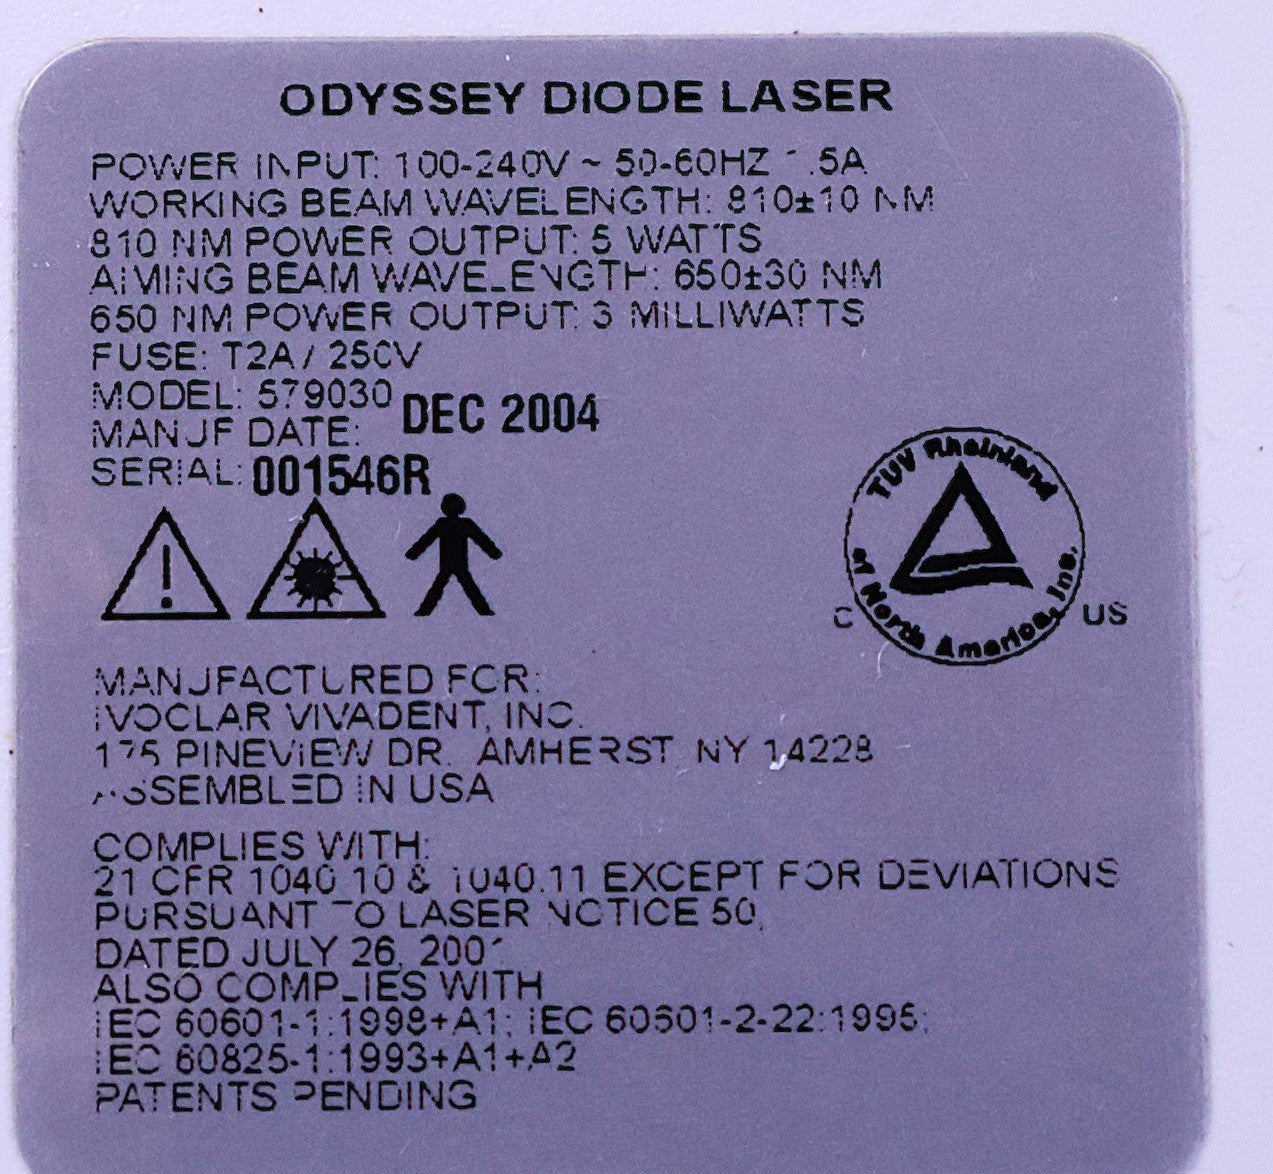 ODYSSEY DIODE LASER
POWER INPUT: 100-240V ~ 50-60HZ 1.5A
WORKING BEAM WAVELENGTH: 810±10 NM
810 NM POWER OUTPUT: 5 WATTS
AIMING BEAM WAVELENGTH: 650±30 NM
650 NM POWER OUTPUT: 3 MILLIWATTS
FUSE: T2A / 250V
MODEL: 579030
MANUF DATE: DEC 2004
SERIAL: 001546R
TUV Rheinland
of North America, Inc.
C US
MANUFACTURED FOR:
IVOCLAR VIVADENT, INC.
175 PINEVIEW DR. AMHERST NY 14228
ASSEMBLED IN USA
COMPLIES WITH:
21 CFR 1040.10 & 1040.11 EXCEPT FOR DEVIATIONS
PURSUANT TO LASER NOTICE 50,
DATED JULY 26, 2001
ALSO COMPLIES WITH
IEC 60601-1:1998+A1; IEC 60601-2-22:1995;
IEC 60825-1:1993+A1+A2
PATENTS PENDING